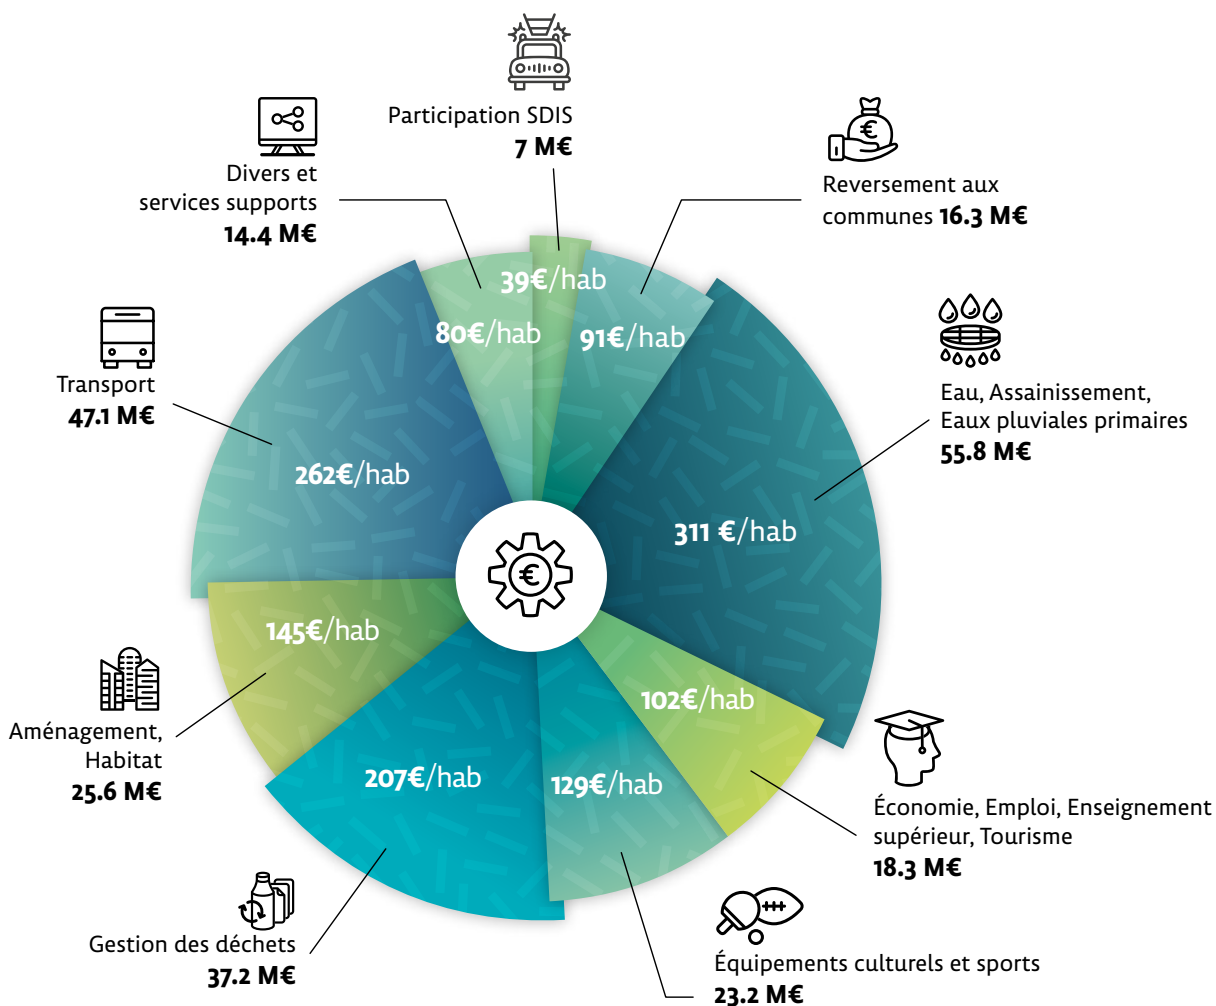 Participation SDIS
7 M€
Divers et
services supports
14.4 M€
Reversement aux
communes 16.3 M€
39€/hab
80€/hab
91€/hab
Transport
47.1 M€
Eau, Assainissement,
Eaux pluviales primaires
55.8 M€
262€/hab
311 €/hab
€
145€/hab
102€/hab
Aménagement,
Habitat
25.6 M€
207€/hab
129€/hab
Économie, Emploi, Enseignement
supérieur, Tourisme
18.3 M€
Gestion des déchets
37.2 M€
Équipements culturels et sports
23.2 M€
€